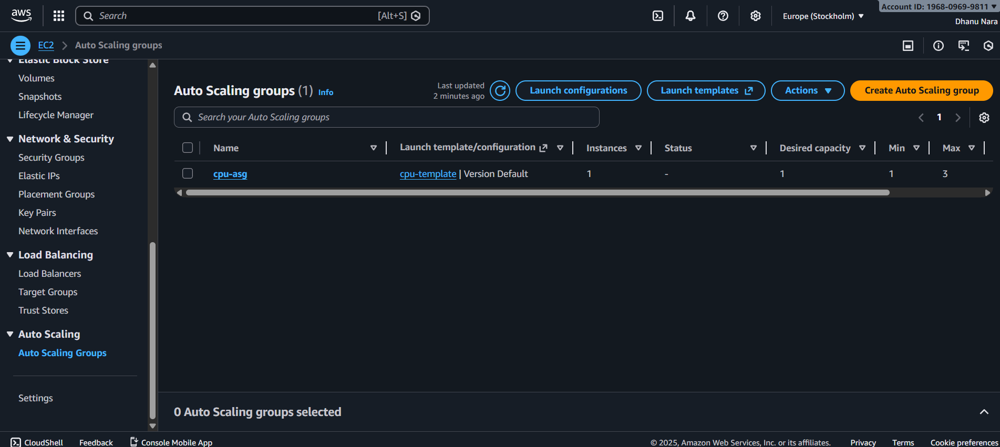 aws
Search [Alt+S]
Europe (Stockholm)
Account ID: 1968-0969-9811
Dhanu Nara
EC2 Auto Scaling groups
Elastic Block Store
Volumes
Snapshots
Lifecycle Manager
Network & Security
Security Groups
Elastic IPs
Placement Groups
Key Pairs
Network Interfaces
Load Balancing
Load Balancers
Target Groups
Trust Stores
Auto Scaling
Auto Scaling Groups
Settings
Auto Scaling groups (1) Info
Last updated
2 minutes ago
Launch configurations
Launch templates
Actions
Create Auto Scaling group
Search your Auto Scaling groups
1
Name Launch template/configuration Instances Status Desired capacity Min Max
cpu-asg cpu-template | Version Default 1 - 1 1 3
0 Auto Scaling groups selected
CloudShell Feedback Console Mobile App © 2025, Amazon Web Services, Inc. or its affiliates. Privacy Terms Cookie preferences